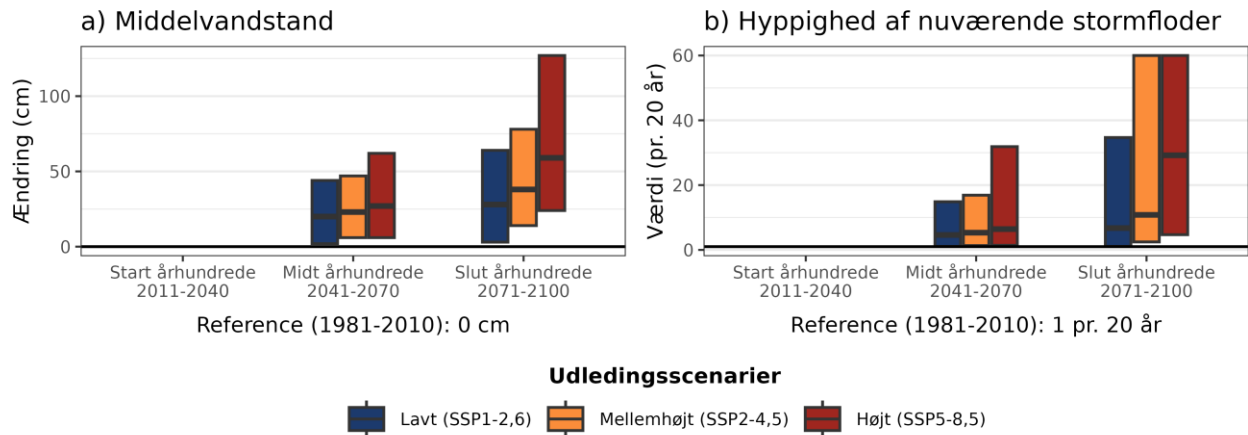 a) Middelvandstand
Ændring (cm)
100
50
0
Start århundrede
2011-2040
Midt århundrede
2041-2070
Slut århundrede
2071-2100
Reference (1981-2010): 0 cm
b) Hyppighed af nuværende stormfloder
Værdi (pr. 20 år)
60
40
20
0
Start århundrede
2011-2040
Midt århundrede
2041-2070
Slut århundrede
2071-2100
Reference (1981-2010): 1 pr. 20 år
Udledingsscenarier
Lavt (SSP1-2,6)
Mellemhøjt (SSP2-4,5)
Højt (SSP5-8,5)